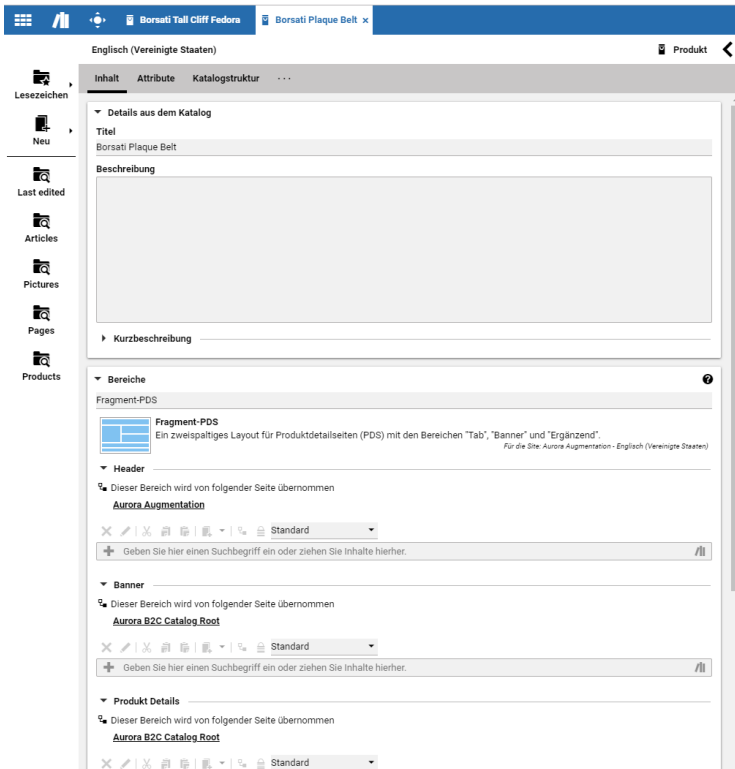 Borsati Tall Cliff Fedora
Borsati Plaque Belt x
Englisch (Vereinigte Staaten)
Produkt
Lesezeichen
Neu
Last edited
Articles
Pictures
Pages
Products
Inhalt Attribute Katalogstruktur ...
Details aus dem Katalog
Titel
Borsati Plaque Belt
Beschreibung
Kurzbeschreibung
Bereiche
Fragment-PDS
Fragment-PDS
Ein zweispaltiges Layout für Produktdetailseiten (PDS) mit den Bereichen "Tab", "Banner" und "Ergänzend".
Für die Site: Aurora Augmentation - Englisch (Vereinigte Staaten)
Header
Dieser Bereich wird von folgender Seite übernommen
Aurora Augmentation
Standard
Geben Sie hier einen Suchbegriff ein oder ziehen Sie Inhalte hierher.
Banner
Dieser Bereich wird von folgender Seite übernommen
Aurora B2C Catalog Root
Standard
Geben Sie hier einen Suchbegriff ein oder ziehen Sie Inhalte hierher.
Produkt Details
Dieser Bereich wird von folgender Seite übernommen
Aurora B2C Catalog Root
Standard